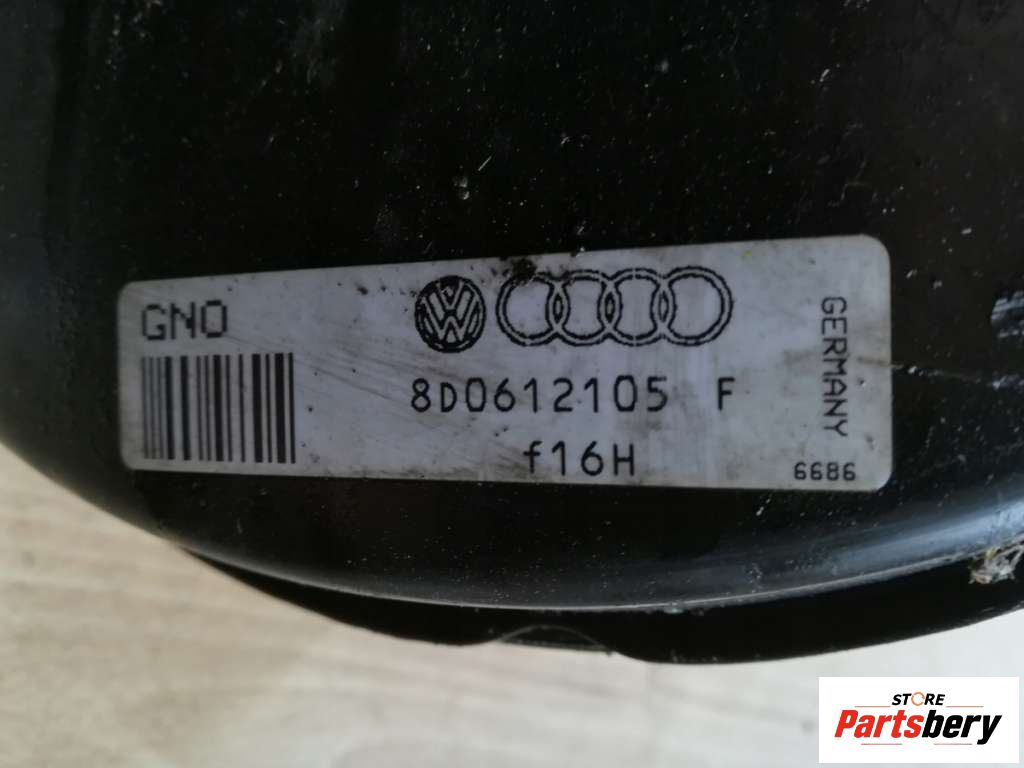 GNO
8D0612105 F
f16H
GERMANY
6686
STORE
Partsbery